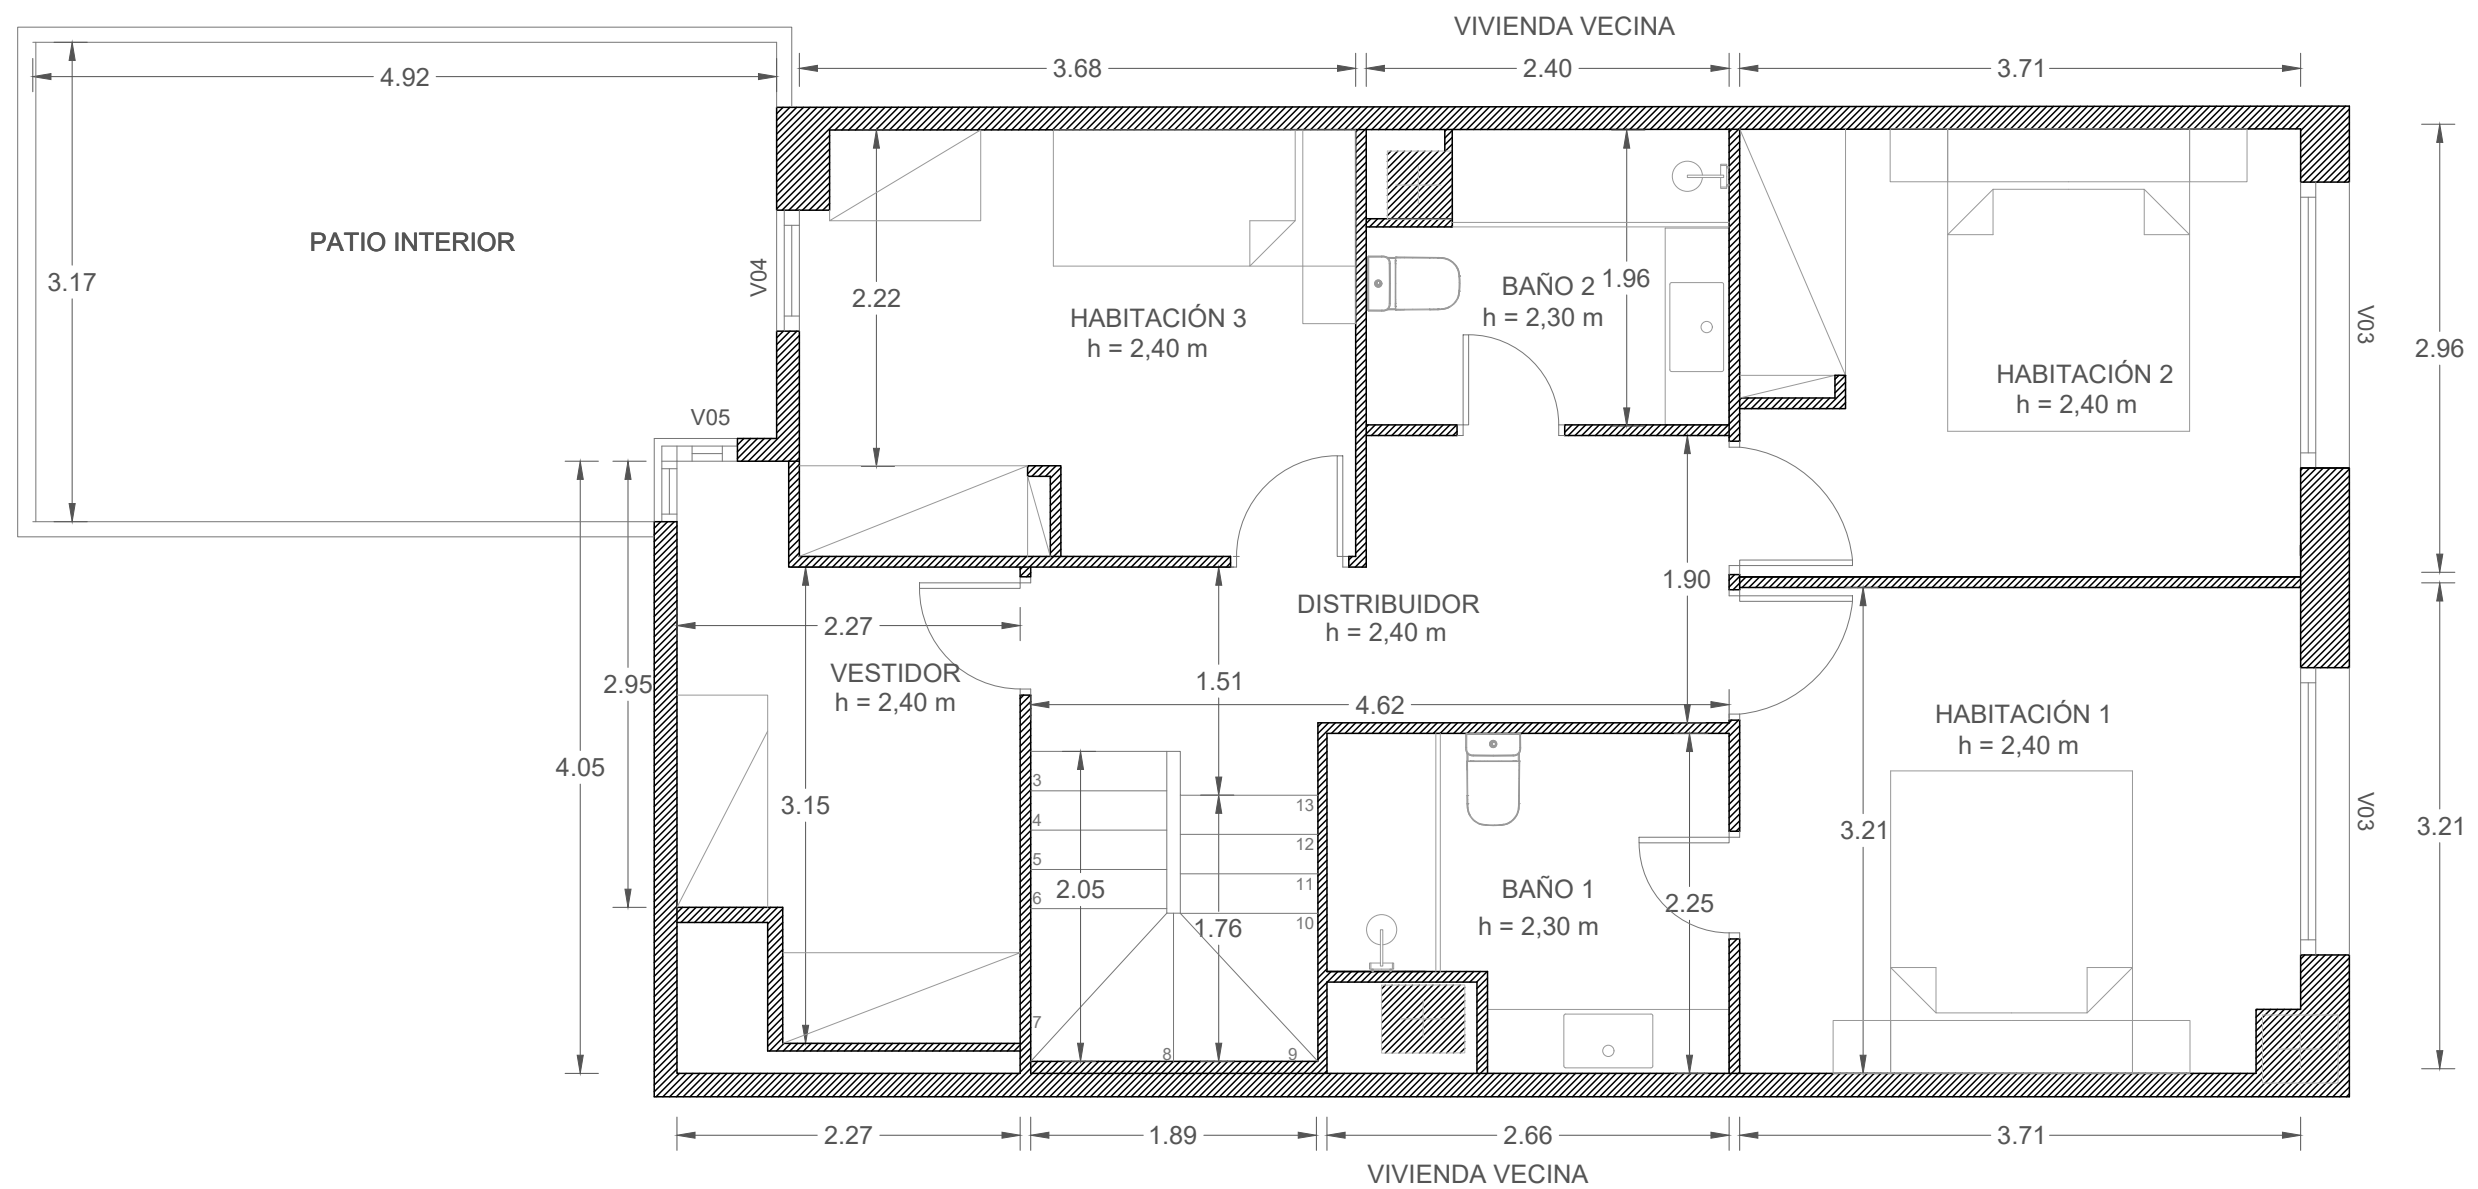 VIVIENDA VECINA
3.68
2.40
3.71
4.92
PATIO INTERIOR
3.17
V04
2.22
HABITACIÓN 3
h = 2,40 m
BAÑO 2
1.96
h = 2,30 m
V03
2.96
HABITACIÓN 2
h = 2,40 m
V05
1.90
DISTRIBUIDOR
h = 2,40 m
2.27
VESTIDOR
h = 2,40 m
2.95
1.51
4.62
HABITACIÓN 1
h = 2,40 m
4.05
3.15
3
4
5
6
7
8
9
10
11
12
13
2.05
1.76
BAÑO 1
h = 2,30 m
2.25
3.21
V03
3.21
2.27
1.89
2.66
3.71
VIVIENDA VECINA